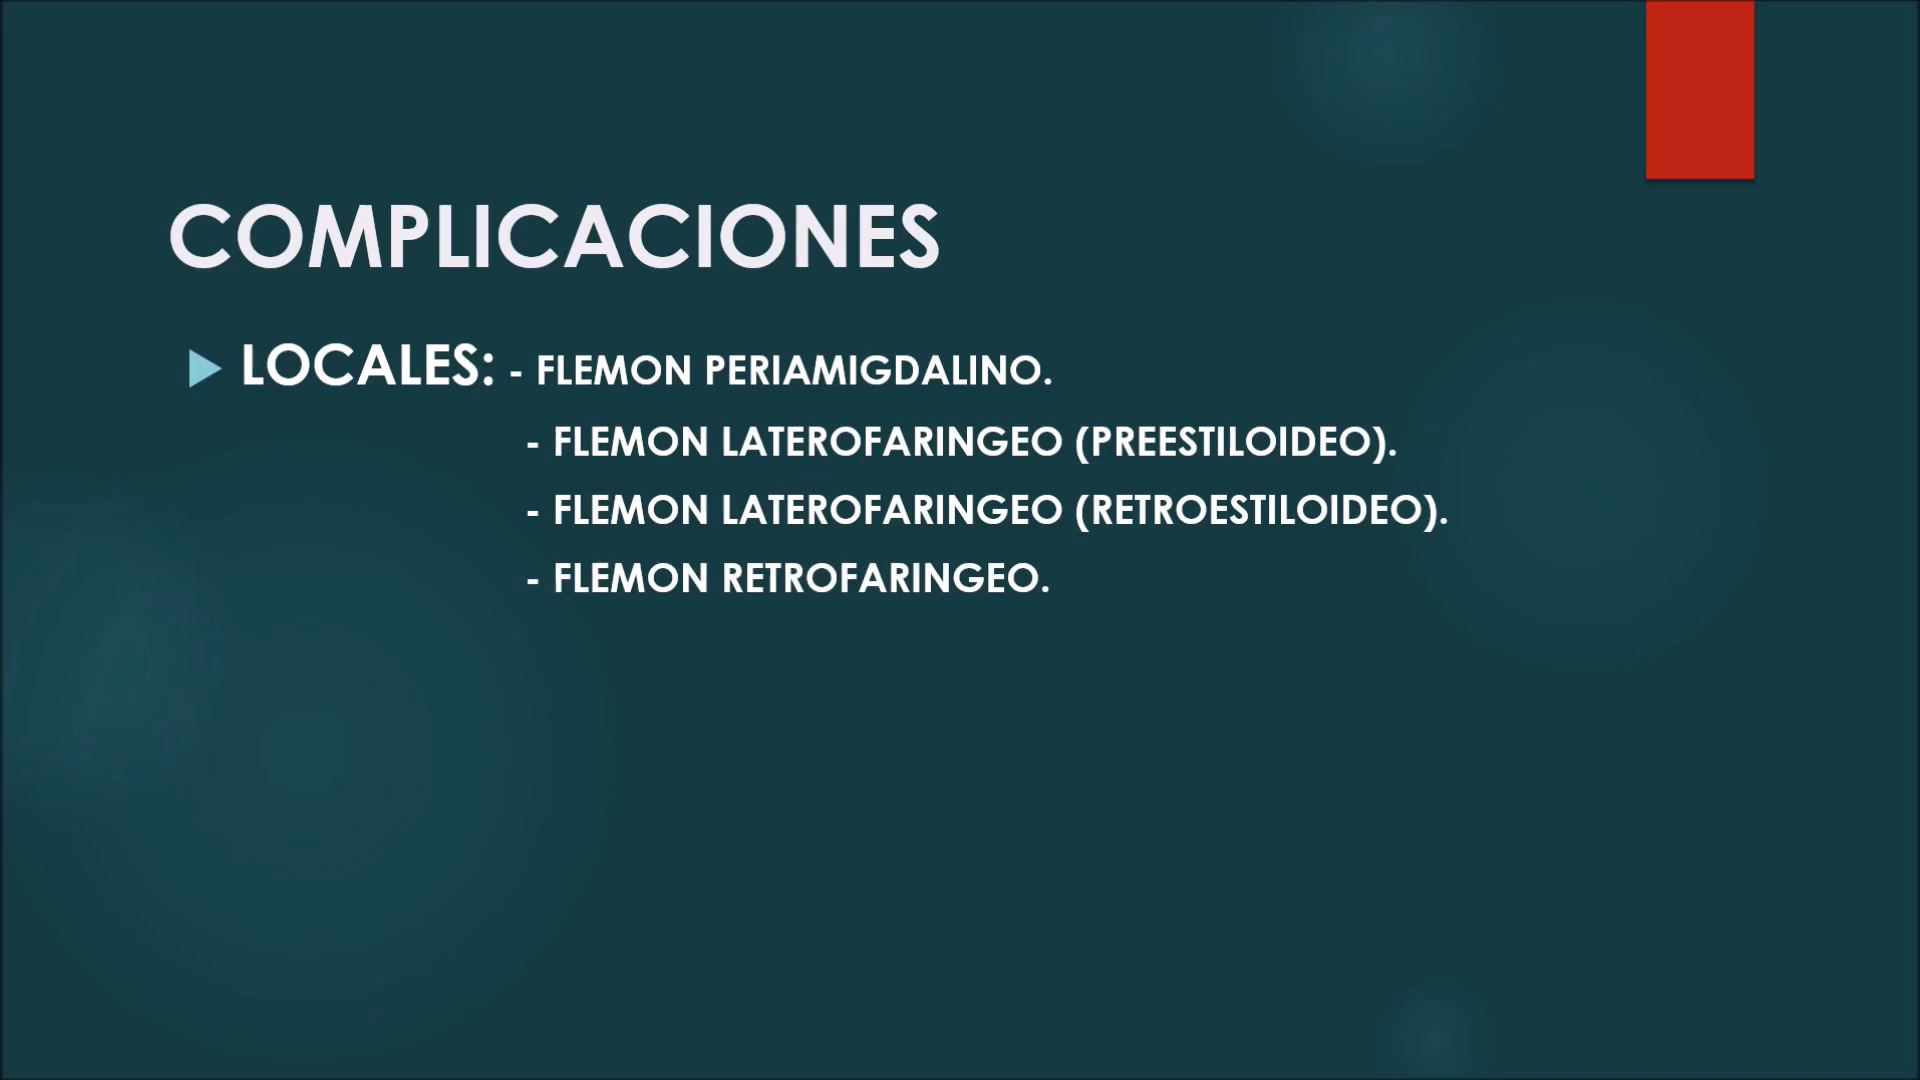 COMPLICACIONES
LOCALES: - FLEMON PERIAMIGDALINO.
- FLEMON LATEROFARINGEO (PREESTILOIDEO).
- FLEMON LATEROFARINGEO (RETROESTILOIDEO).
- FLEMON RETROFARINGEO.